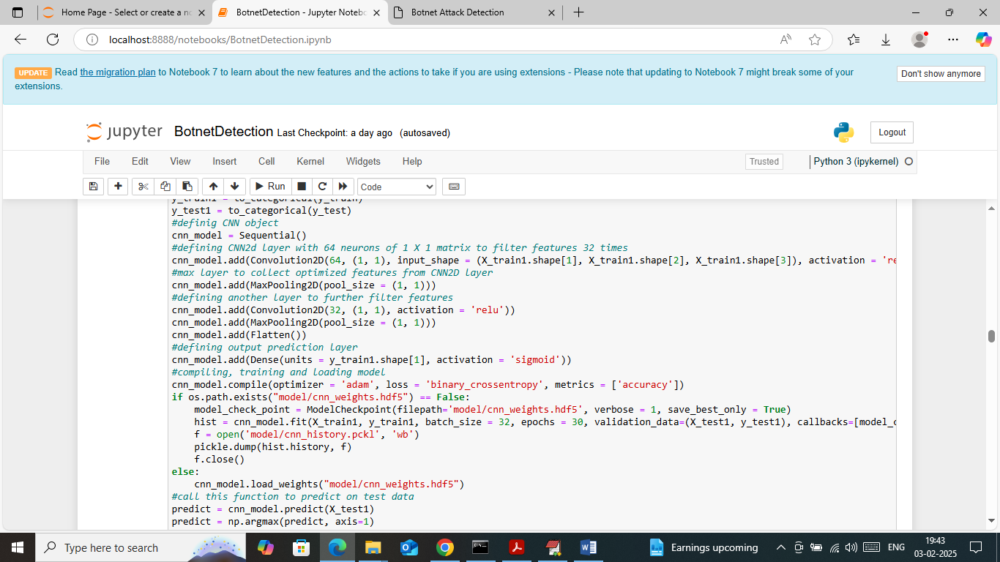 Home Page - Select or create a no
BotnetDetection - Jupyter Notebo
Botnet Attack Detection
localhost:8888/notebooks/BotnetDetection.ipynb
UPDATE Read the migration plan to Notebook 7 to learn about the new features and the actions to take if you are using extensions - Please note that updating to Notebook 7 might break some of your
extensions.
Don't show anymore
jupyter BotnetDetection Last Checkpoint: a day ago (autosaved)
Logout
File Edit View Insert Cell Kernel Widgets Help
Trusted
Python 3 (ipykernel)
Run
Code
y_train1 = to_categorical(y_train)
y_test1 = to_categorical(y_test)
#definig CNN object
cnn_model = Sequential()
#defining CNN2d layer with 64 neurons of 1 X 1 matrix to filter features 32 times
cnn_model.add(Convolution2D(64, (1, 1), input_shape = (X_train1.shape[1], X_train1.shape[2], X_train1.shape[3]), activation = 're
#max layer to collect optimized features from CNN2D layer
cnn_model.add(MaxPooling2D(pool_size = (1, 1)))
#defining another layer to further filter features
cnn_model.add(Convolution2D(32, (1, 1), activation = 'relu'))
cnn_model.add(MaxPooling2D(pool_size = (1, 1)))
cnn_model.add(Flatten())
#defining output prediction layer
cnn_model.add(Dense(units = y_train1.shape[1], activation = 'sigmoid'))
#compiling, training and loading model
cnn_model.compile(optimizer = 'adam', loss = 'binary_crossentropy', metrics = ['accuracy'])
if os.path.exists("model/cnn_weights.hdf5") == False:
    model_check_point = ModelCheckpoint(filepath='model/cnn_weights.hdf5', verbose = 1, save_best_only = True)
    hist = cnn_model.fit(X_train1, y_train1, batch_size = 32, epochs = 30, validation_data=(X_test1, y_test1), callbacks=[model_c
    f = open('model/cnn_history.pckl', 'wb')
    pickle.dump(hist.history, f)
    f.close()
else:
    cnn_model.load_weights("model/cnn_weights.hdf5")
#call this function to predict on test data
predict = cnn_model.predict(X_test1)
predict = np.argmax(predict, axis=1)
Type here to search
Earnings upcoming
ENG
19:43
03-02-2025